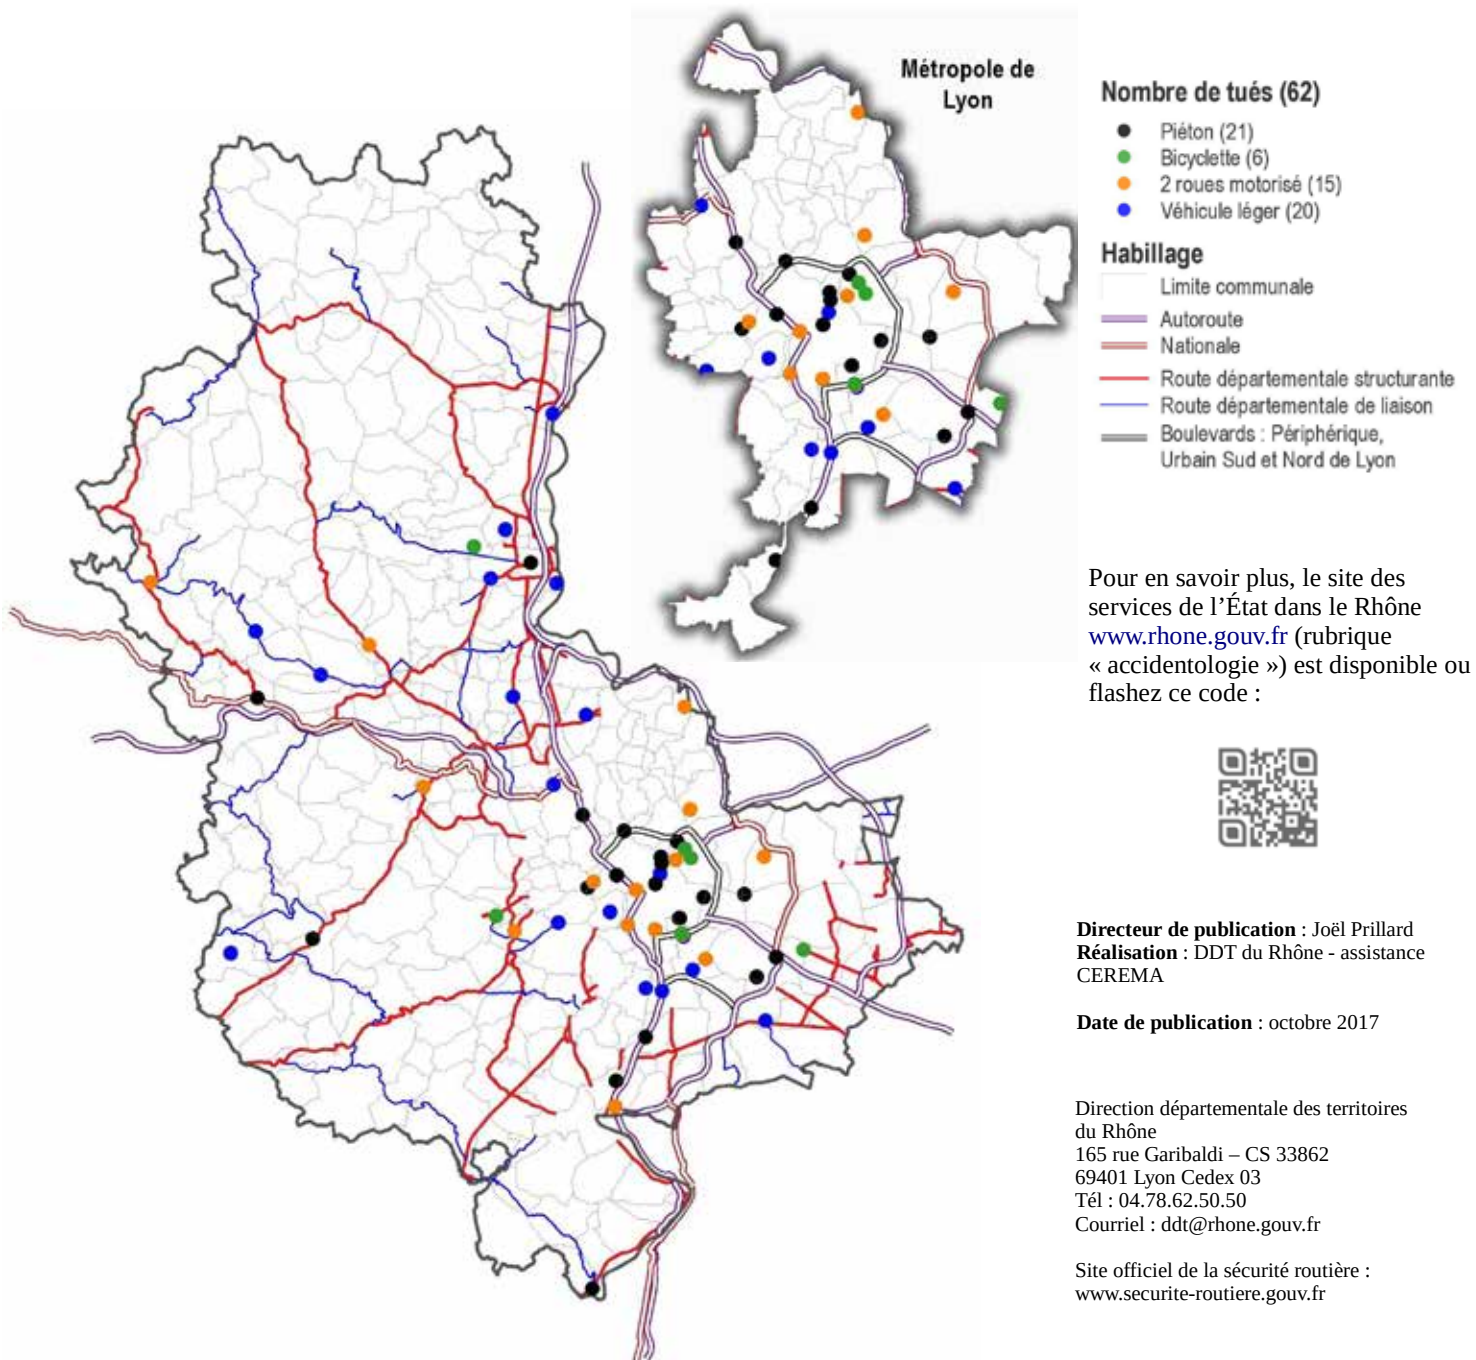 Métropole de
Lyon
Nombre de tués (62)
Piéton (21)
Bicyclette (6)
2 roues motorisé (15)
Véhicule léger (20)
Habillage
Limite communale
Autoroute
Nationale
Route départementale structurante
Route départementale de liaison
Boulevards : Périphérique,
Urbain Sud et Nord de Lyon
Pour en savoir plus, le site des
services de l’État dans le Rhône
www.rhone.gouv.fr (rubrique
« accidentologie ») est disponible ou
flashez ce code :
Directeur de publication : Joël Prillard
Réalisation : DDT du Rhône - assistance
CEREMA
Date de publication : octobre 2017
Direction départementale des territoires
du Rhône
165 rue Garibaldi – CS 33862
69401 Lyon Cedex 03
Tél : 04.78.62.50.50
Courriel : ddt@rhone.gouv.fr
Site officiel de la sécurité routière :
www.securite-routiere.gouv.fr